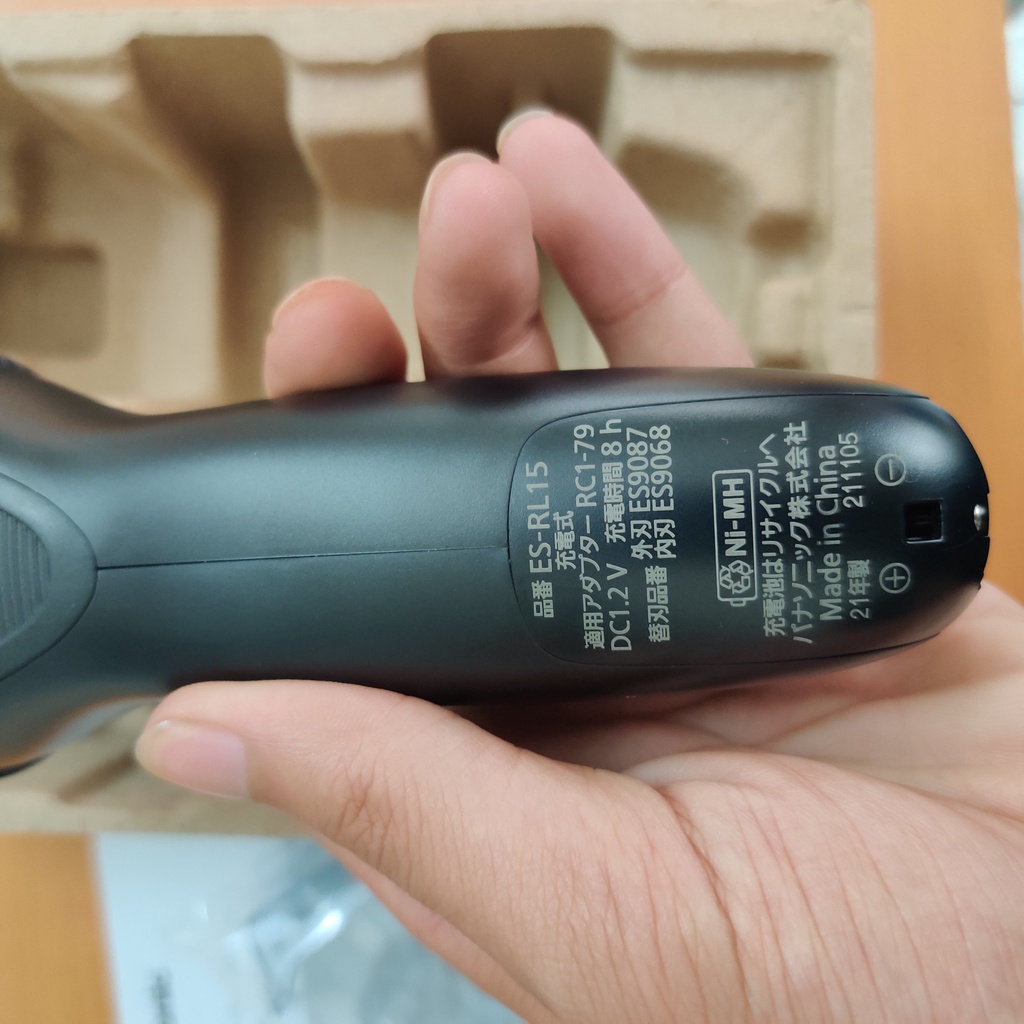 品番 ES-RL15
充電式
適用アダプター RC1-79
DC1.2 V 充電時間 8 h
替刃品番 外刃 ES9087
内刃 ES9068
Ni-MH
充電池はリサイクルへ
パナソニック株式会社
Made in China
21年製 211105
⊕ ⊖